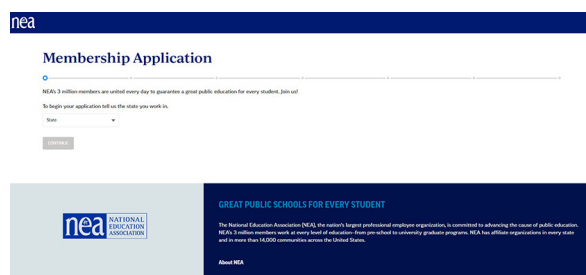 nea
Membership Application
NEA's 3 million members are united every day to guarantee a great public education for every student. Join us!
To begin your application tell us the state you work in.
State
CONTINUE
nea NATIONAL
EDUCATION
ASSOCIATION
GREAT PUBLIC SCHOOLS FOR EVERY STUDENT
The National Education Association (NEA), the nation's largest professional employee organization, is committed to advancing the cause of public education.
NEA's 3 million members work at every level of education–from pre-school to university graduate programs. NEA has affiliate organizations in every state
and in more than 14,000 communities across the United States.
About NEA